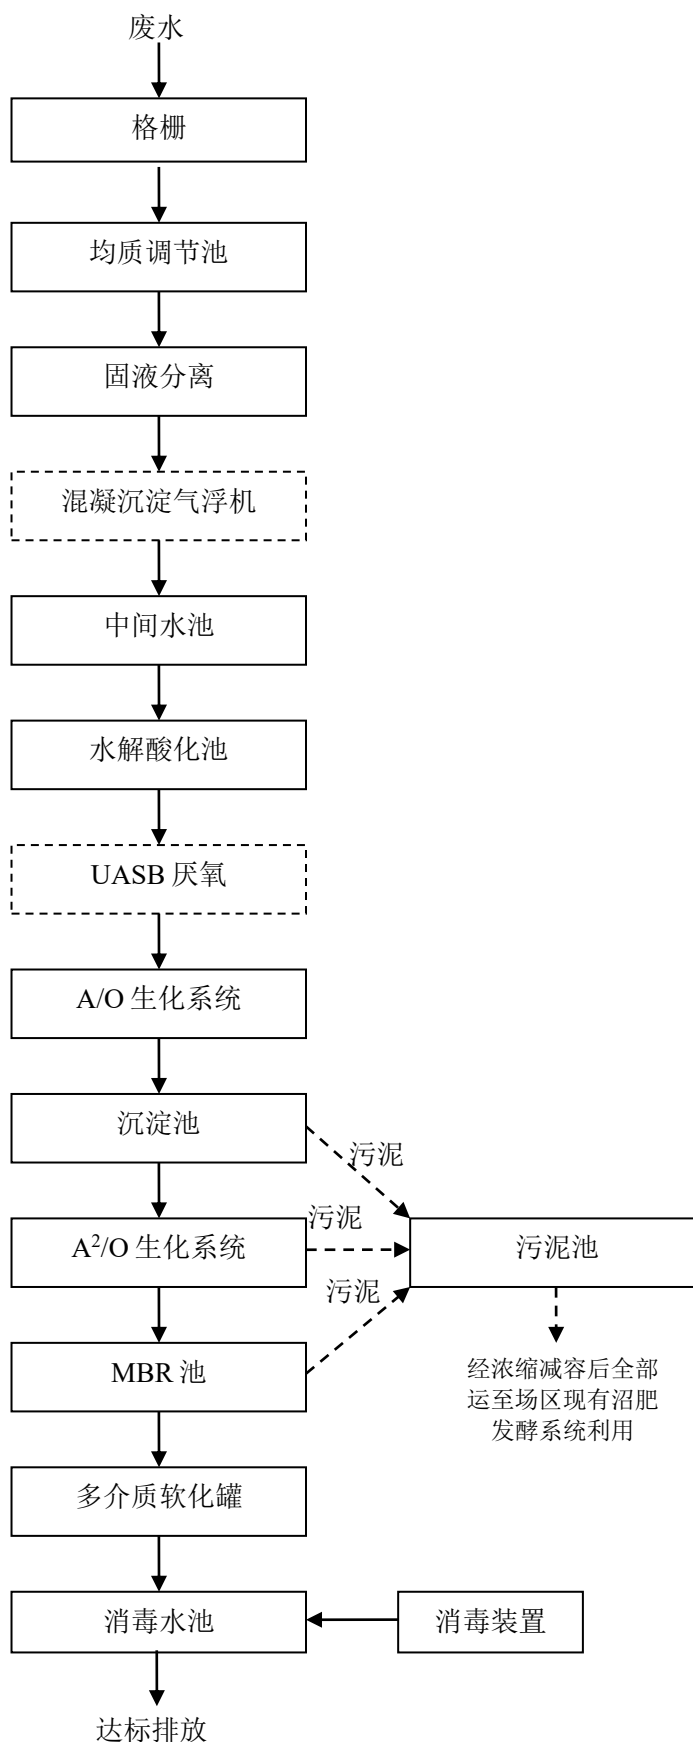 废水
格栅
均质调节池
固液分离
混凝沉淀气浮机
中间水池
水解酸化池
UASB 厌氧
A/O 生化系统
沉淀池
污泥
污泥
A²/O 生化系统
污泥池
污泥
MBR 池
经浓缩减容后全部
运至场区现有沼肥
发酵系统利用
多介质软化罐
消毒水池
消毒装置
达标排放